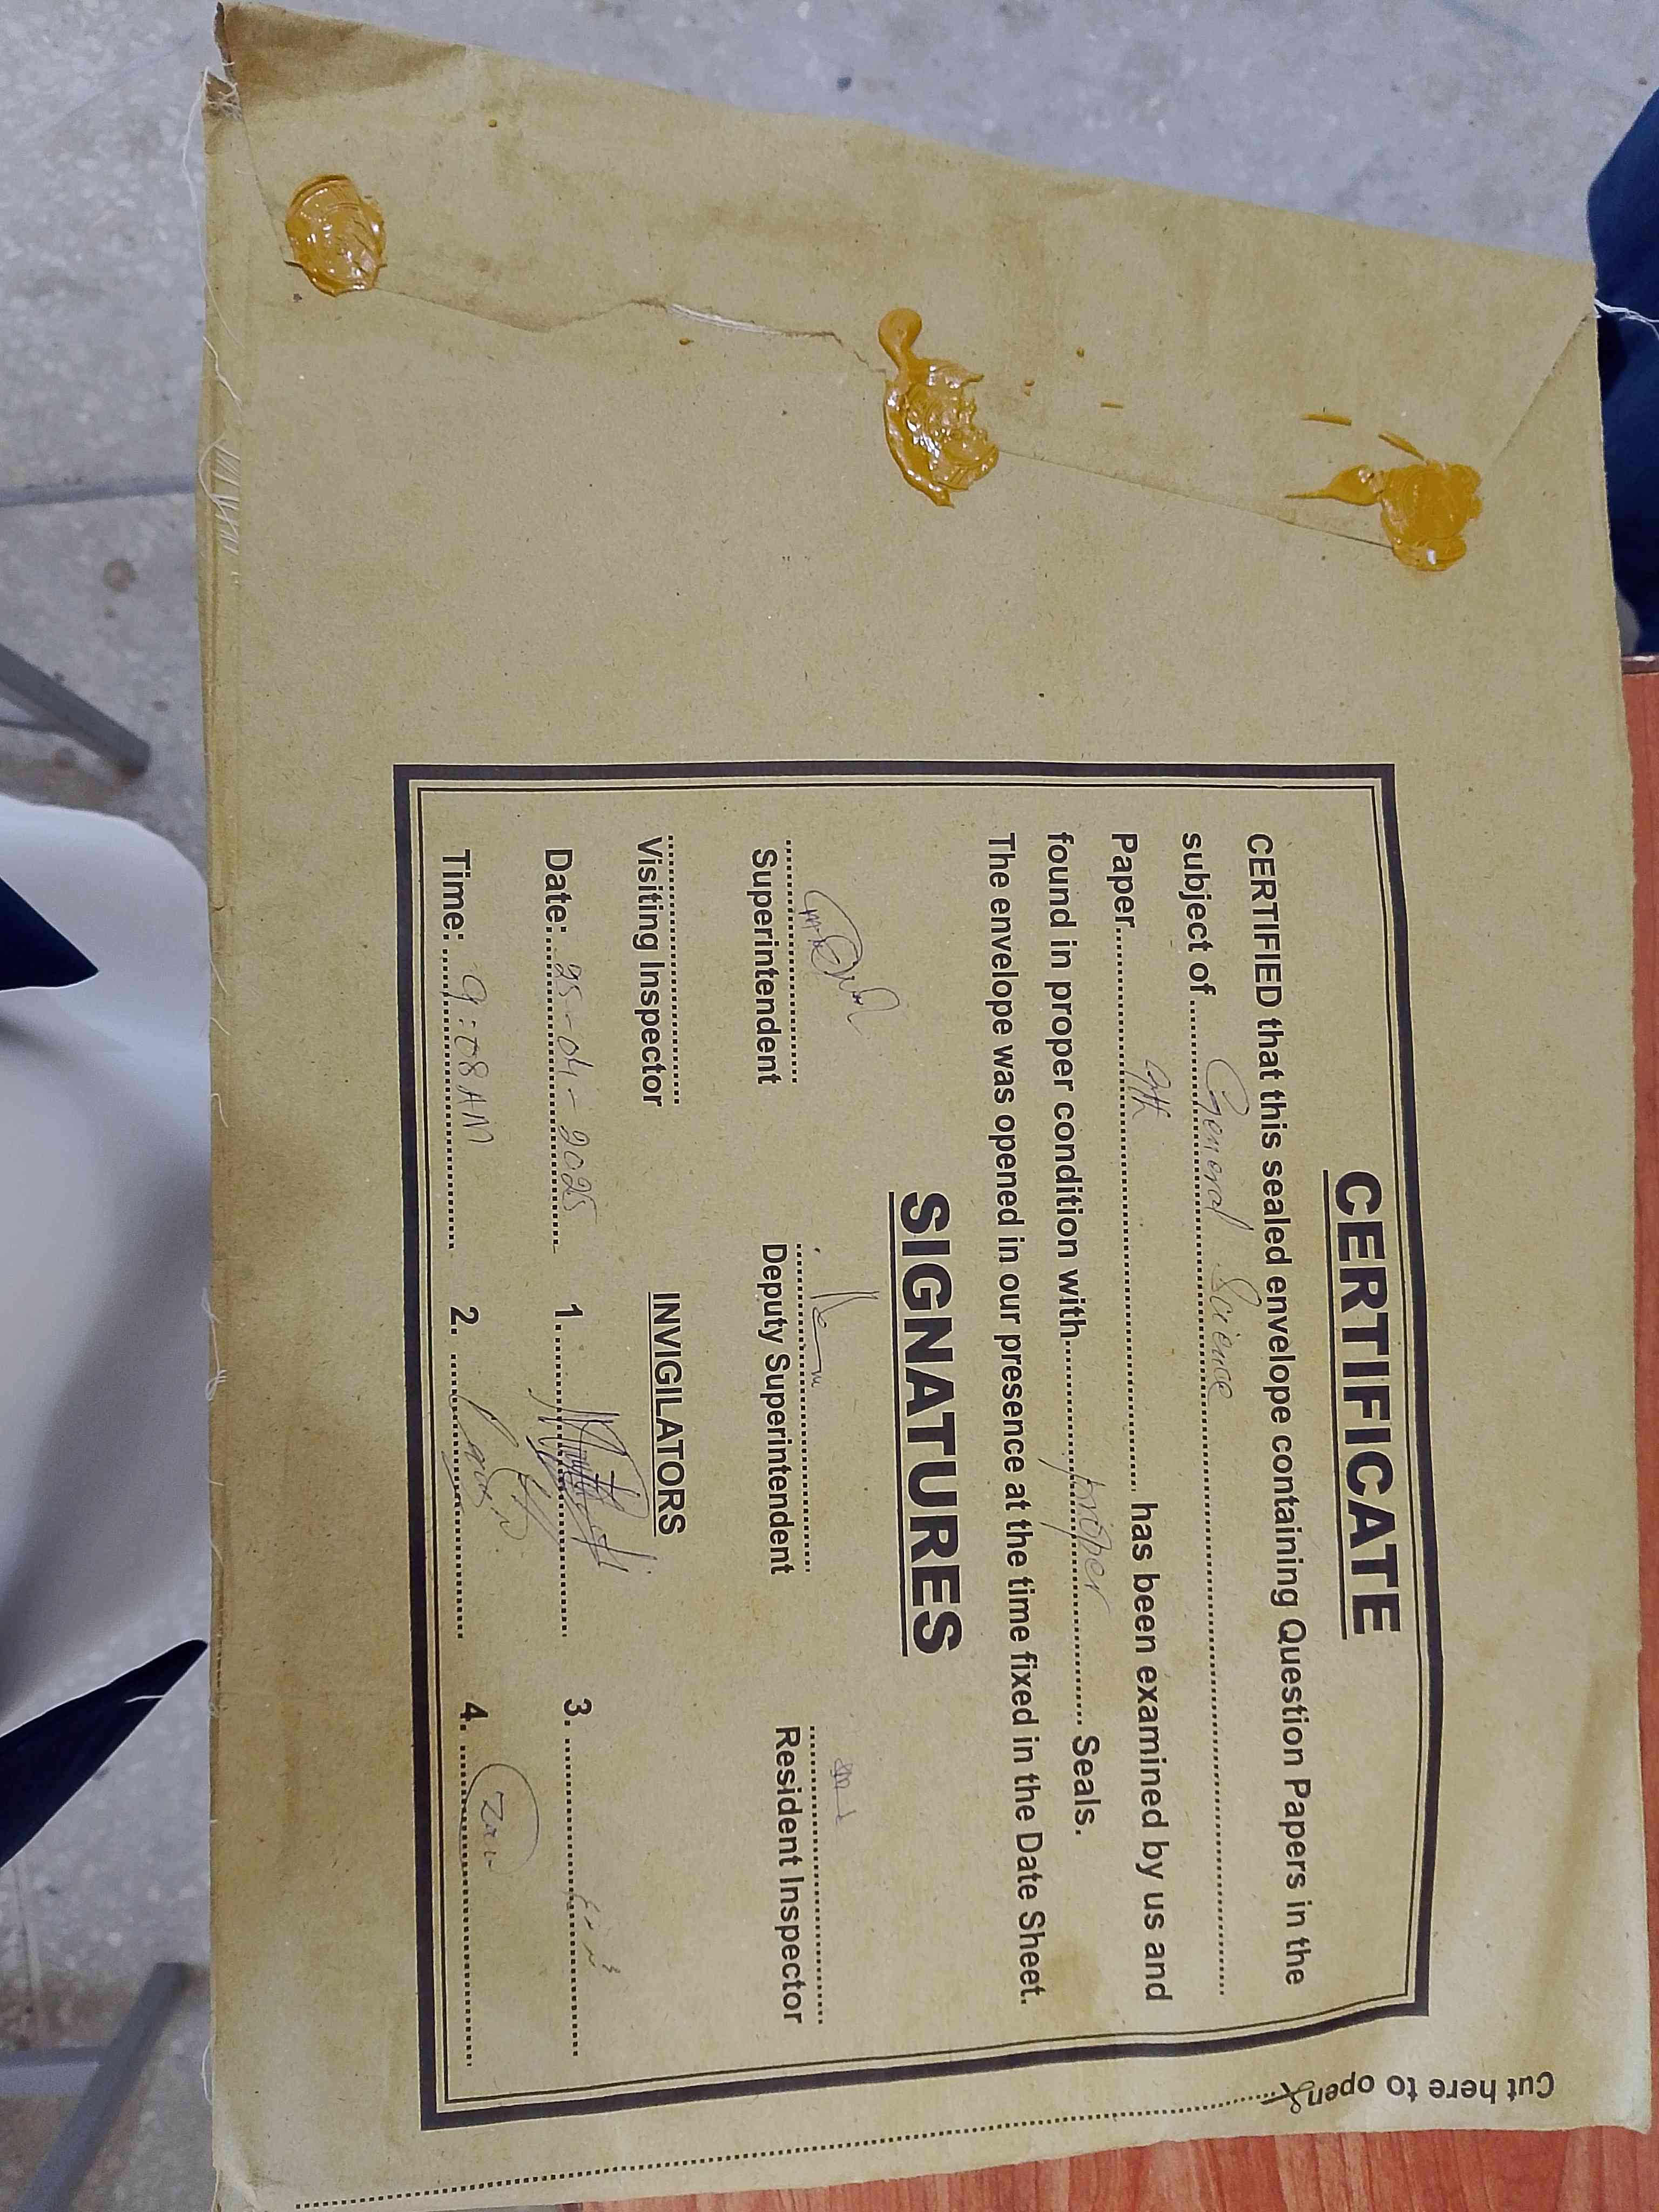 CERTIFICATE
CERTIFIED that this sealed envelope containing Question Papers in the
subject of General Science
Paper 9th has been examined by us and
found in proper condition with proper Seals.
The envelope was opened in our presence at the time fixed in the Date Sheet.
SIGNATURES
Superintendent Deputy Superintendent Resident Inspector
Visiting Inspector
INVIGILATORS
Date: 25-04-2025 1. 3.
Time: 9:08 AM 2. 4.
Cut here to open